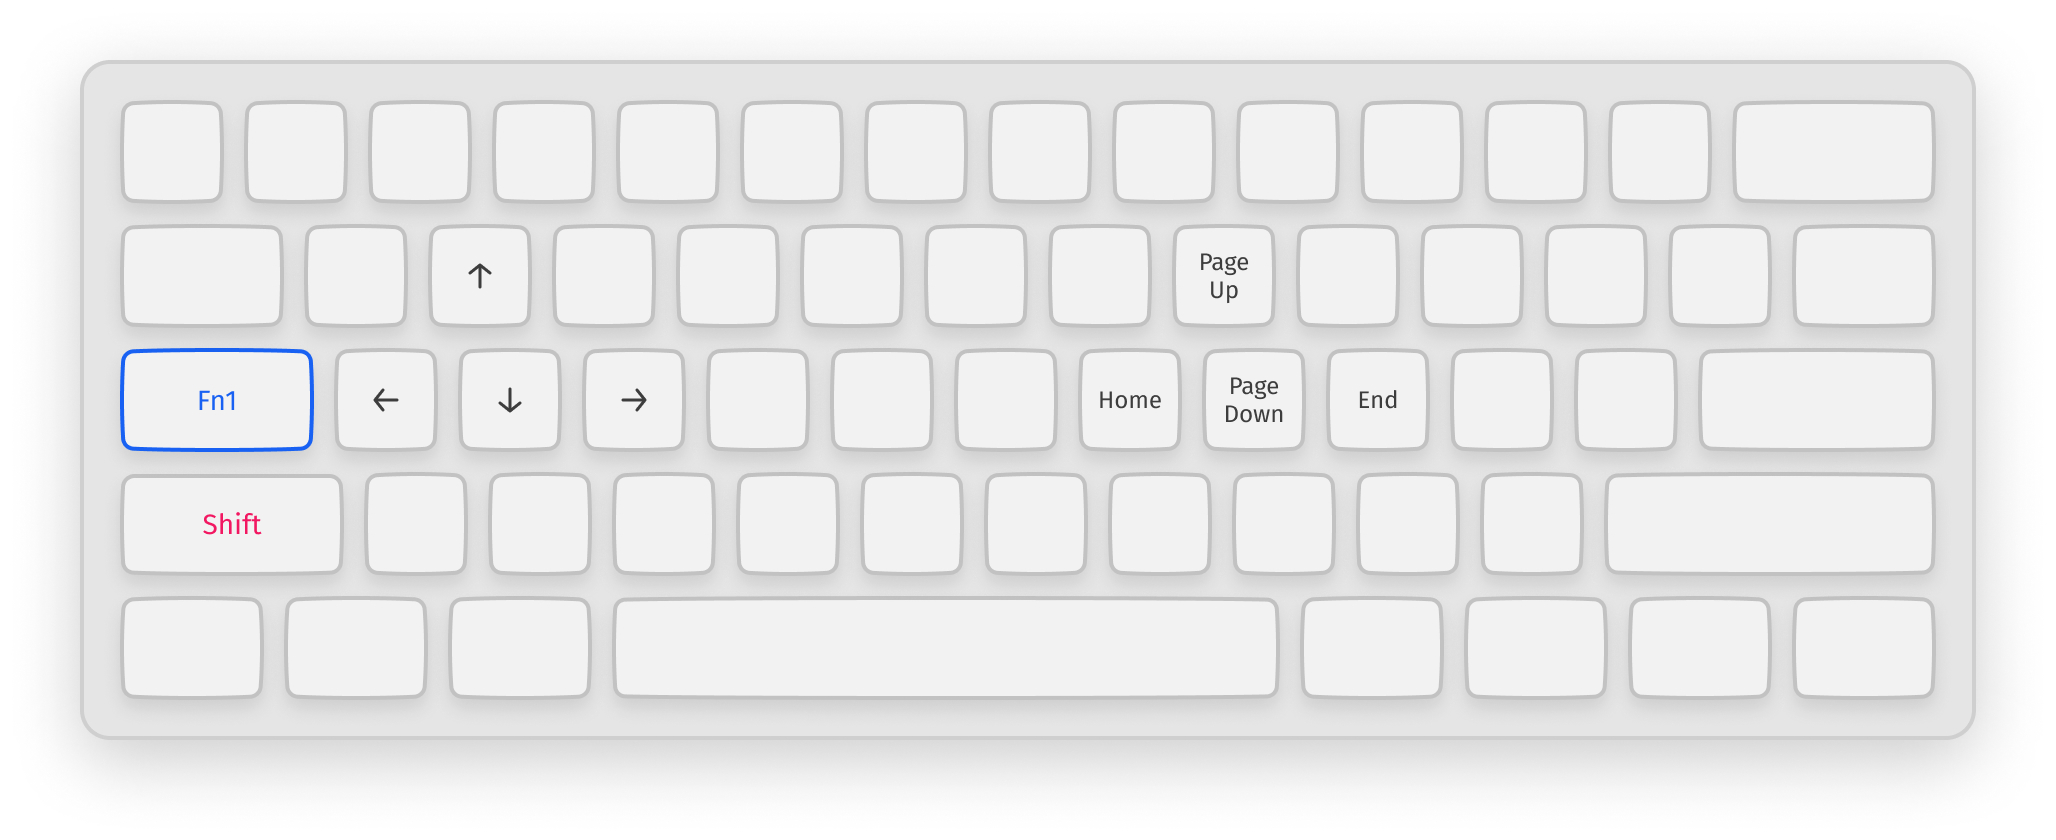 ↑
Page
Up
Fn1
←
↓
→
Home
Page
Down
End
Shift